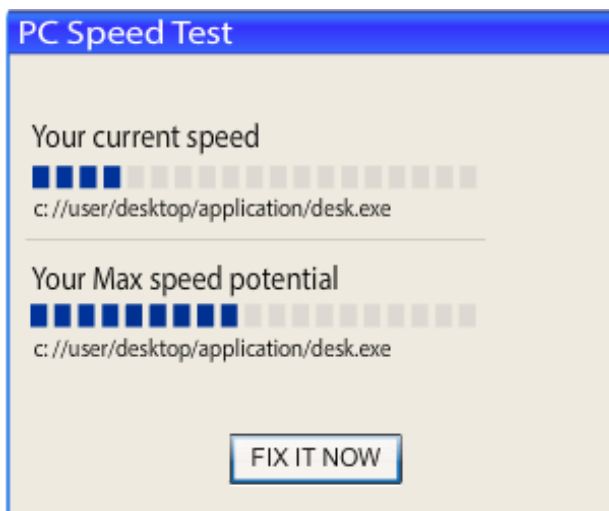 PC Speed Test
Your current speed
c: //user/desktop/application/desk.exe
Your Max speed potential
c: //user/desktop/application/desk.exe
FIX IT NOW